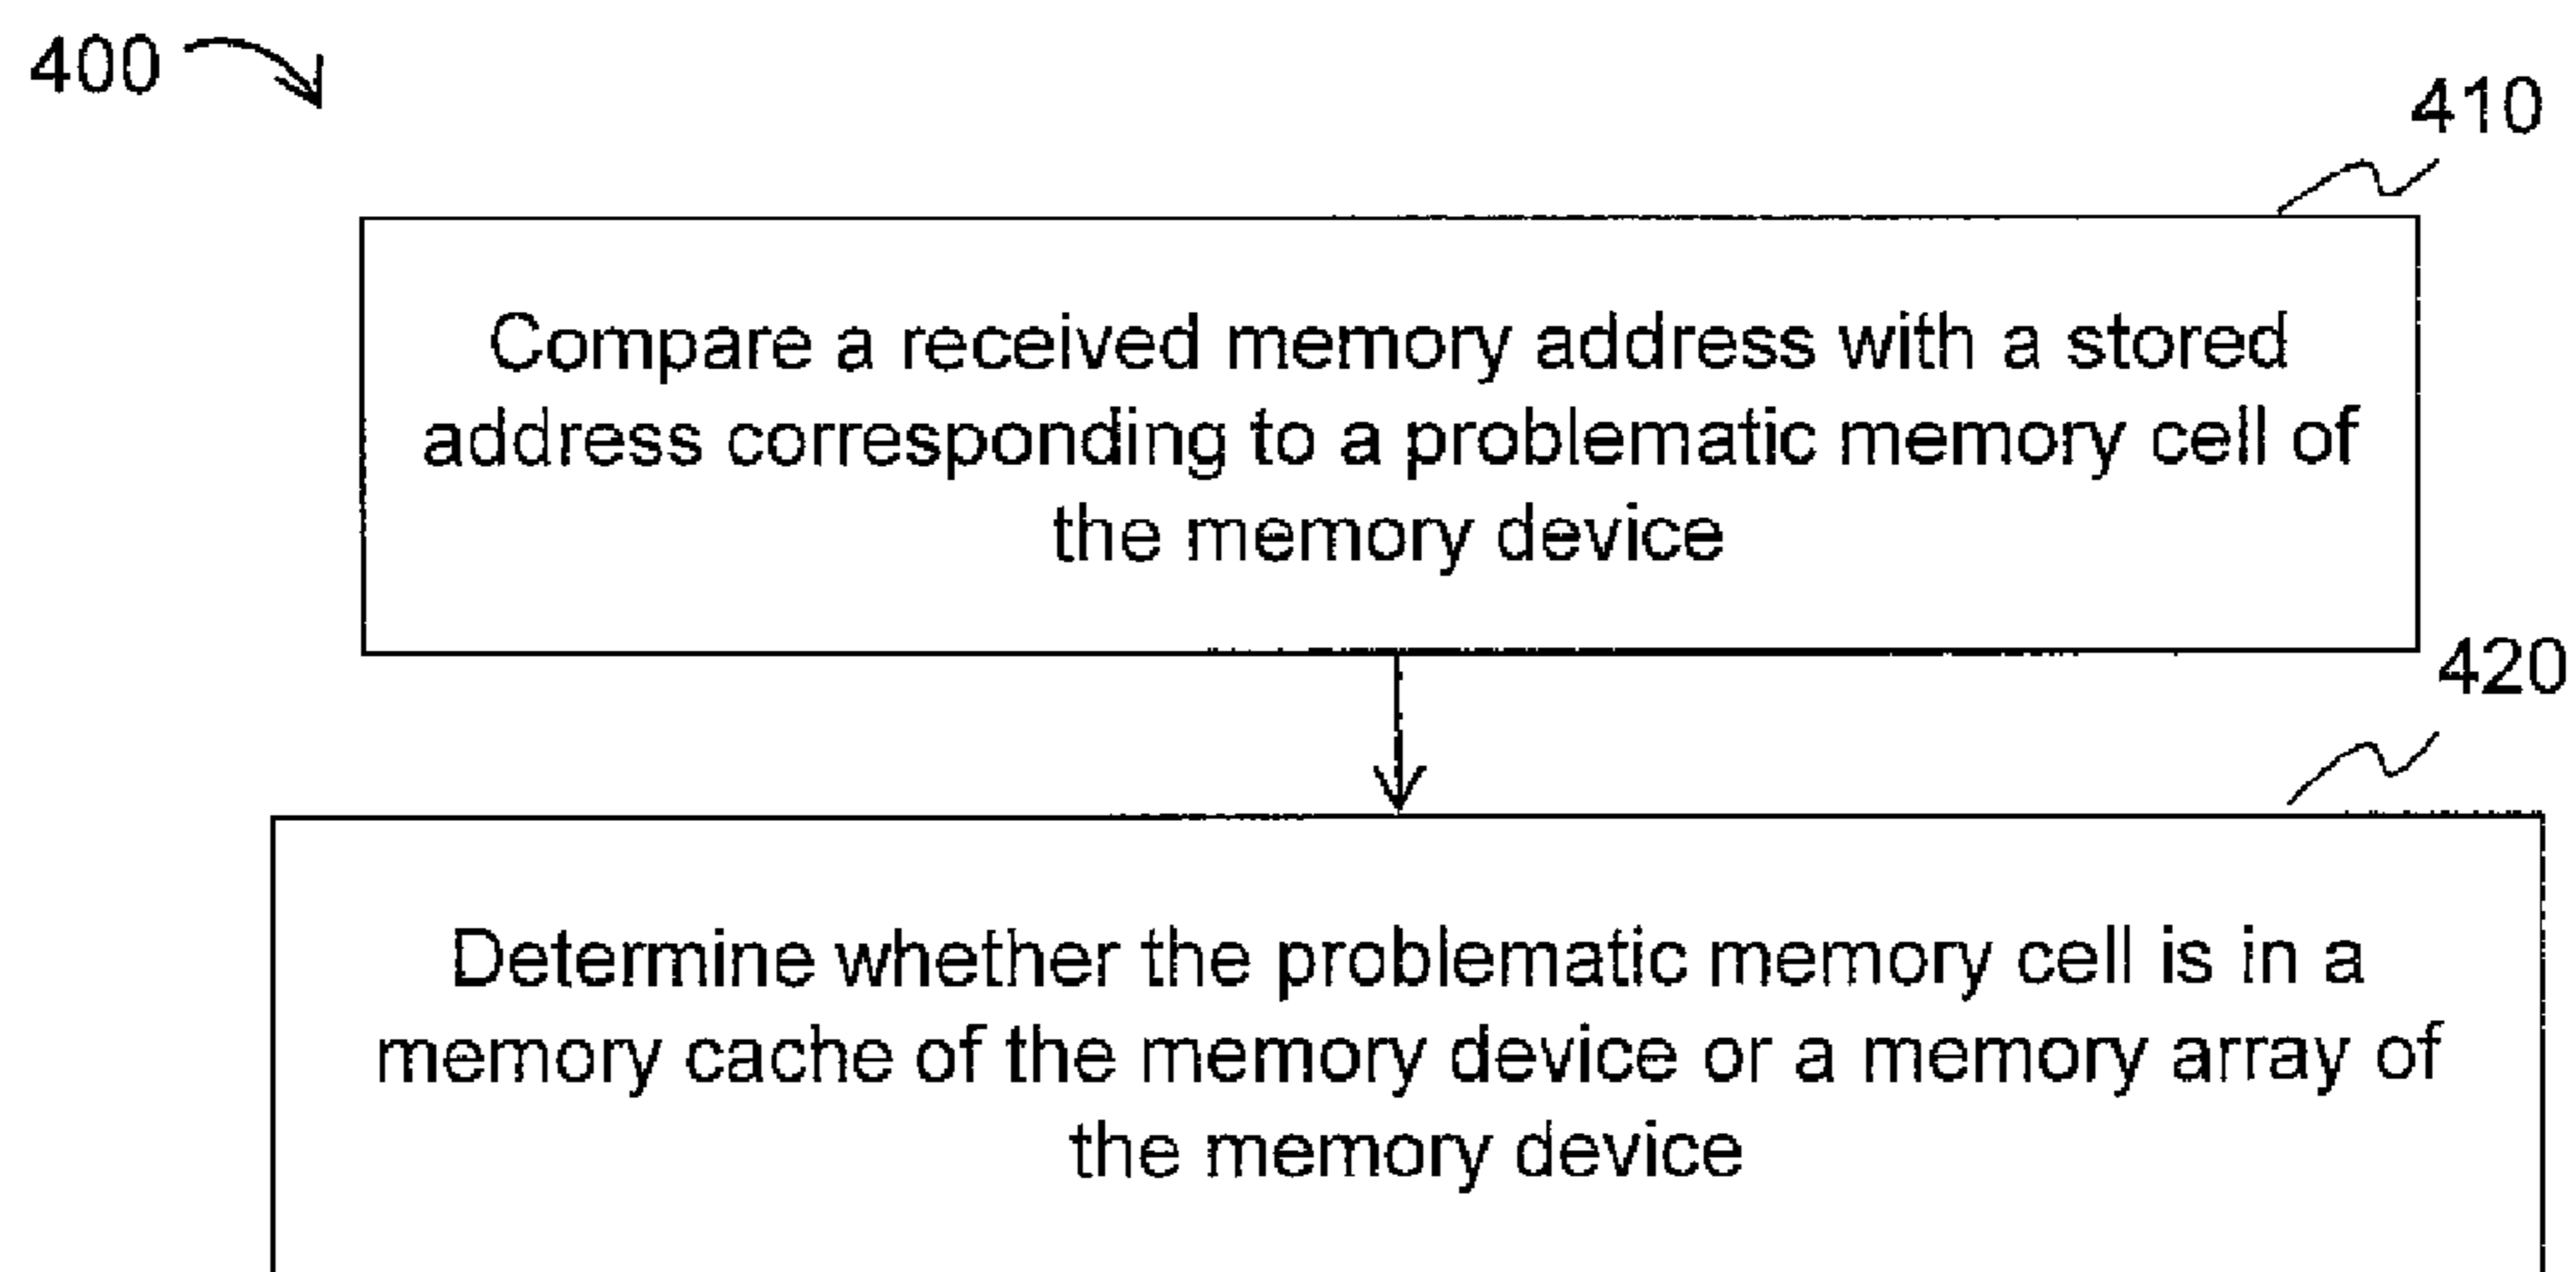 400
410
Compare a received memory address with a stored
address corresponding to a problematic memory cell of
the memory device
420
Determine whether the problematic memory cell is in a
memory cache of the memory device or a memory array of
the memory device